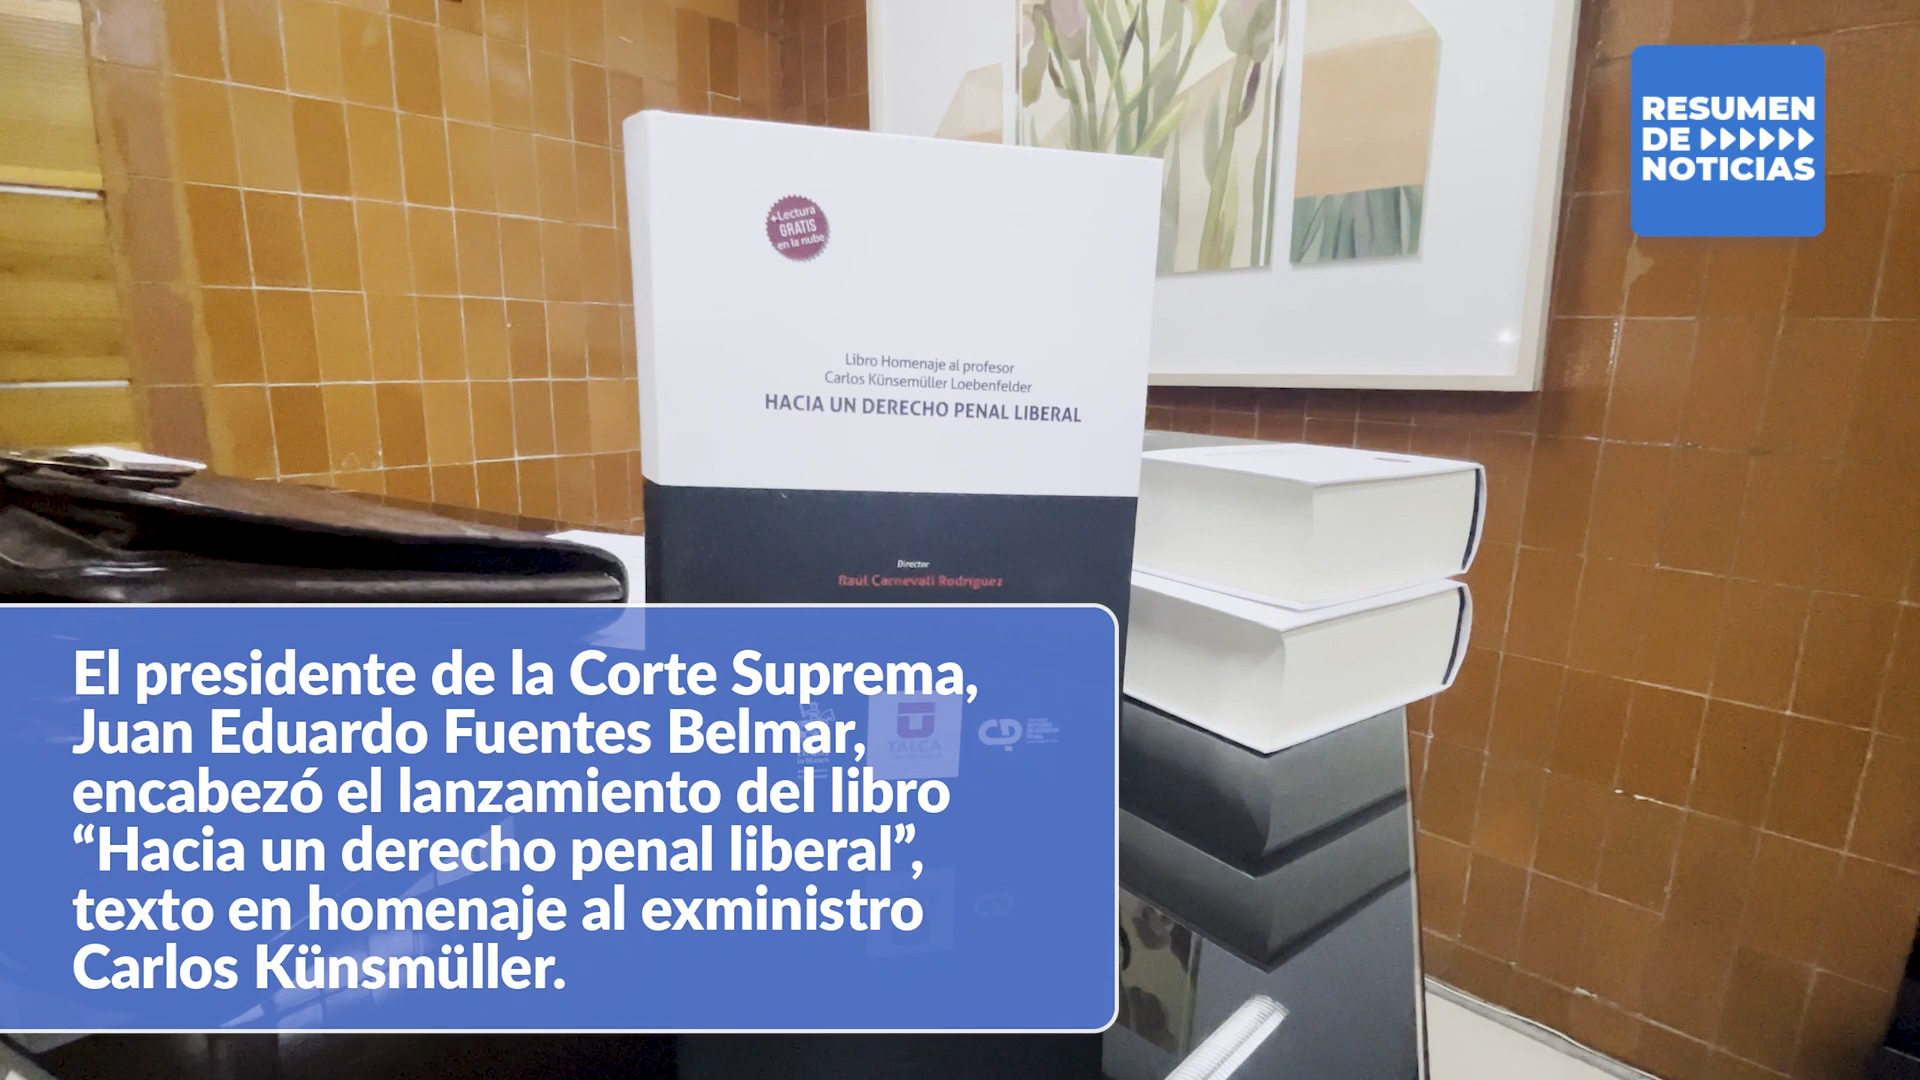 RESUMEN
DE
NOTICIAS
+Lectura
GRATIS
en la nube
Libro Homenaje al profesor
Carlos Künsemüller Loebenfelder
HACIA UN DERECHO PENAL LIBERAL
Director
Raúl Carnevali Rodríguez
El presidente de la Corte Suprema,
Juan Eduardo Fuentes Belmar,
encabezó el lanzamiento del libro
“Hacia un derecho penal liberal”,
texto en homenaje al exministro
Carlos Künsmüller.
TALCA